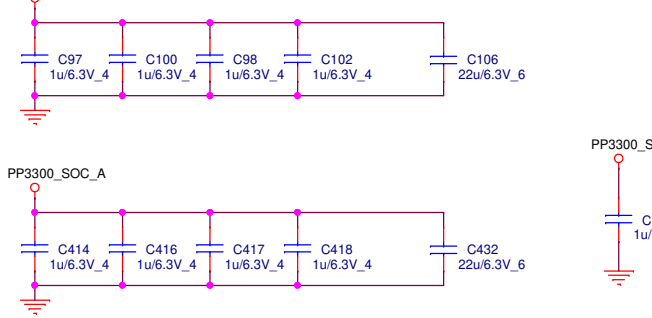 C97
1u/6.3V_4
C100
1u/6.3V_4
C98
1u/6.3V_4
C102
1u/6.3V_4
C106
22u/6.3V_6
PP3300_S
C
1u/
PP3300_SOC_A
C414
1u/6.3V_4
C416
1u/6.3V_4
C417
1u/6.3V_4
C418
1u/6.3V_4
C432
22u/6.3V_6